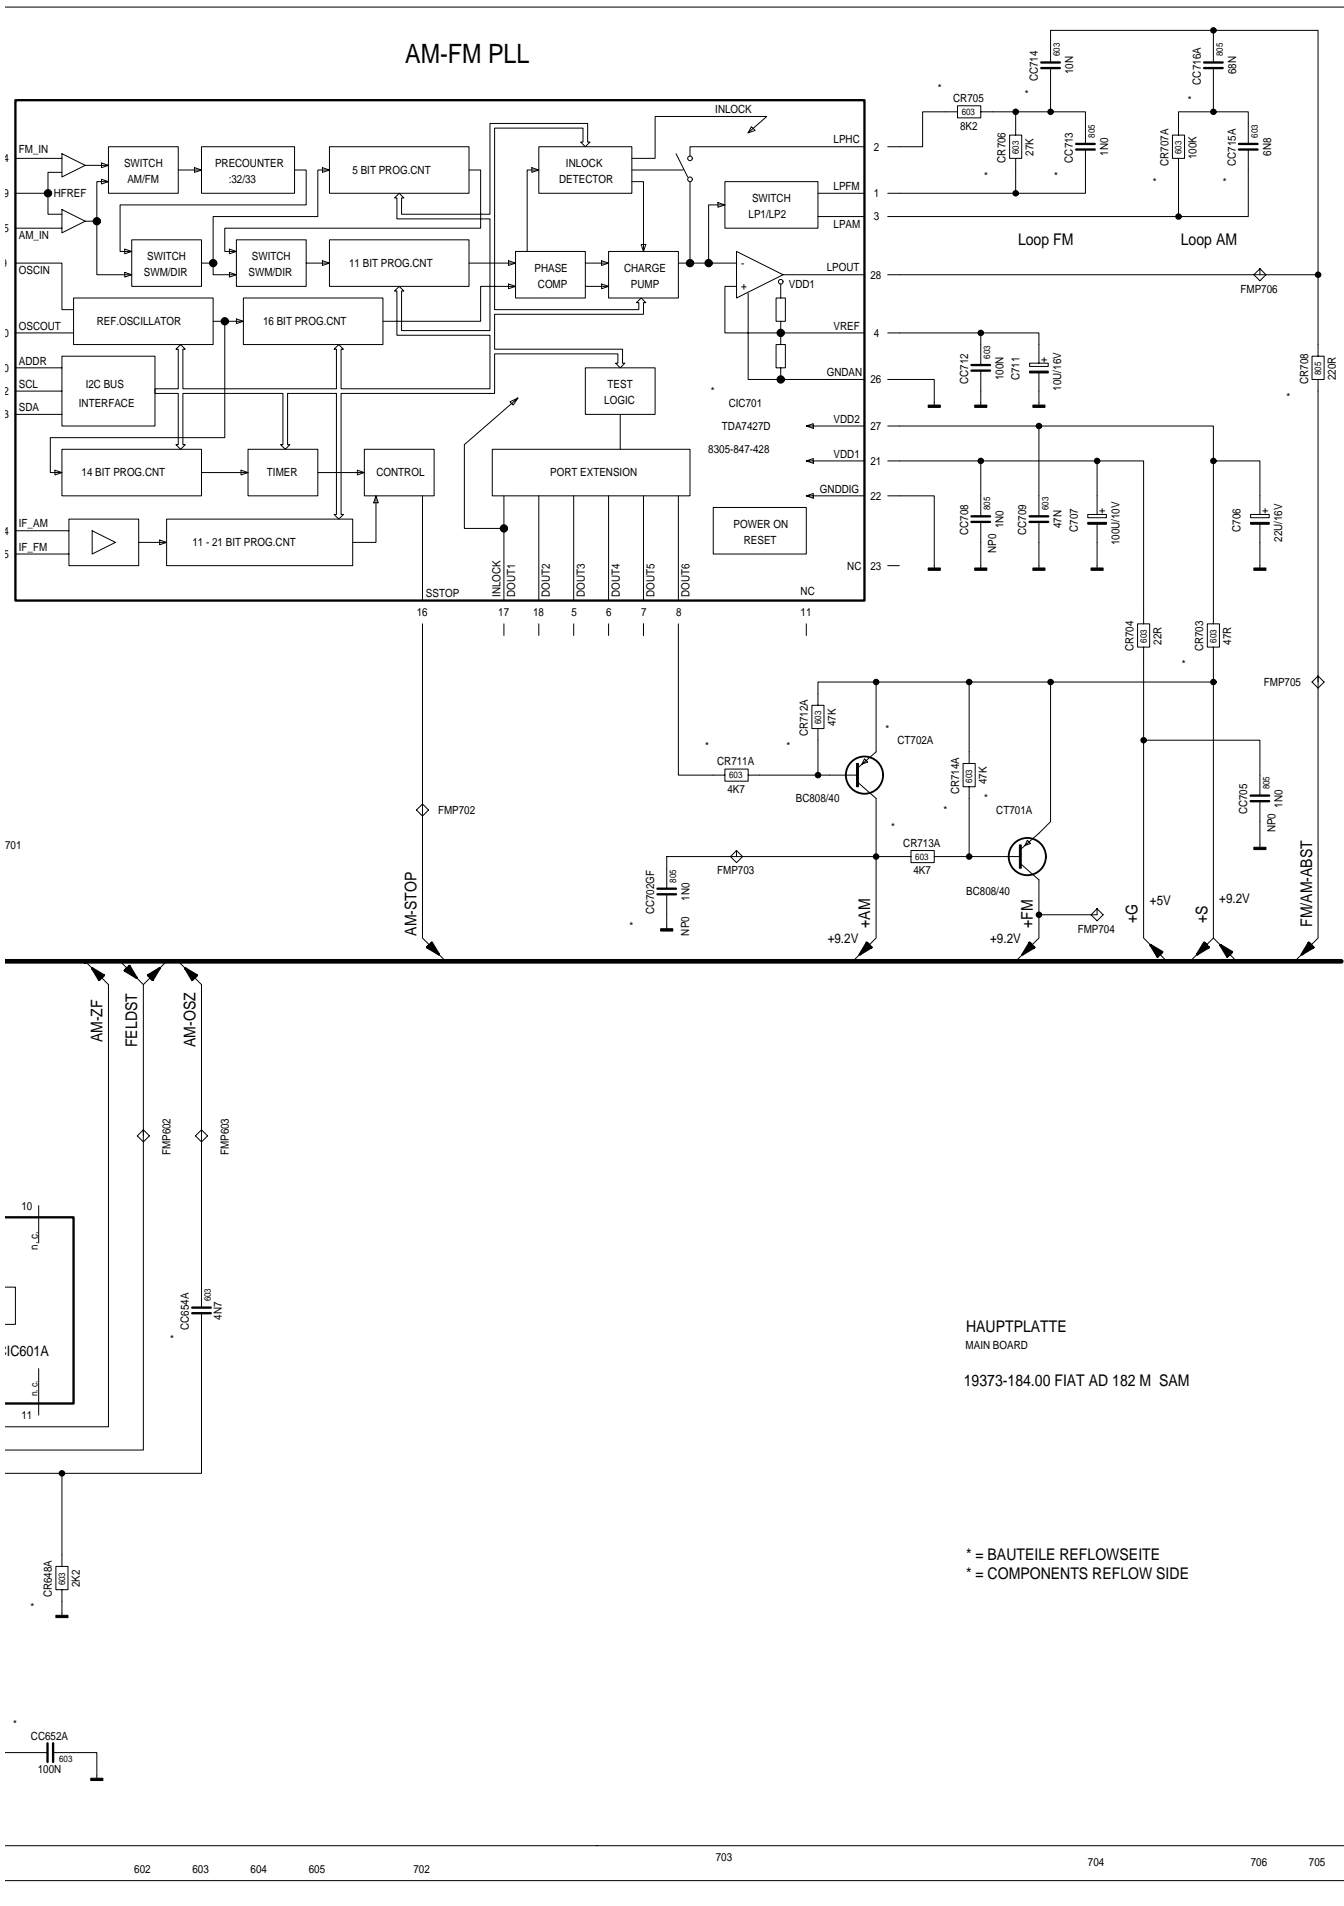 AM-FM PLL
INLOCK
FM_IN
HFREF
AM_IN
OSCIN
OSCOUT
ADDR
SCL
SDA
IF_AM
IF_FM
SWITCH
AM/FM
PRECOUNTER
:32/33
5 BIT PROG.CNT
INLOCK
DETECTOR
SWITCH
LP1/LP2
SWITCH
SWM/DIR
SWITCH
SWM/DIR
11 BIT PROG.CNT
PHASE
COMP
CHARGE
PUMP
VDD1
REF.OSCILLATOR
16 BIT PROG.CNT
I2C BUS
INTERFACE
TEST
LOGIC
*
CIC701
TDA7427D
8305-847-428
14 BIT PROG.CNT
TIMER
CONTROL
PORT EXTENSION
11 - 21 BIT PROG.CNT
POWER ON
RESET
LPHC
2
LPFM
1
3
LPAM
LPOUT
28
VREF
4
GNDAN
26
VDD2
27
VDD1
21
GNDDIG
22
NC
23
SSTOP
16
INLOCK
DOUT1
17
DOUT2
18
DOUT3
5
DOUT4
6
DOUT5
7
DOUT6
8
NC
11
*
CR705
603
8K2
*
CR706
603
27K
*
CC714
603
10N
CC713
805
1N0
*
CC716A
805
68N
*
CR707A
603
100K
*
CC715A
603
6N8
*
Loop FM
Loop AM
FMP706
CR708
805
220R
*
CC712
603
100N
C711
10U/16V
CC708
805
1N0
NP0
CC709
603
47N
C707
100U/10V
C706
22U/16V
CR704
603
22R
CR703
603
47R
*
FMP705
CR712A
603
47K
*
*
CR711A
603
4K7
*
CT702A
BC808/40
CR714A
603
47K
*
*
*
CT701A
BC808/40
*
CR713A
603
4K7
CC705
805
1N0
NP0
FMP702
FMP703
FMP704
CC702GF
805
1N0
NP0
*
701
AM-STOP
+AM
+9.2V
+FM
+9.2V
+G
+5V
+S
+9.2V
FM/AM-ABST
AM-ZF
FELDST
AM-OSZ
FMP602
FMP603
10
n. c.
IC601A
n. c.
11
CC654A
603
4N7
*
HAUPTPLATTE
MAIN BOARD
19373-184.00 FIAT AD 182 M SAM
CR648A
603
2K2
*
* = BAUTEILE REFLOWSEITE
* = COMPONENTS REFLOW SIDE
*
CC652A
603
100N
602 603 604 605 702 703 704 706 705